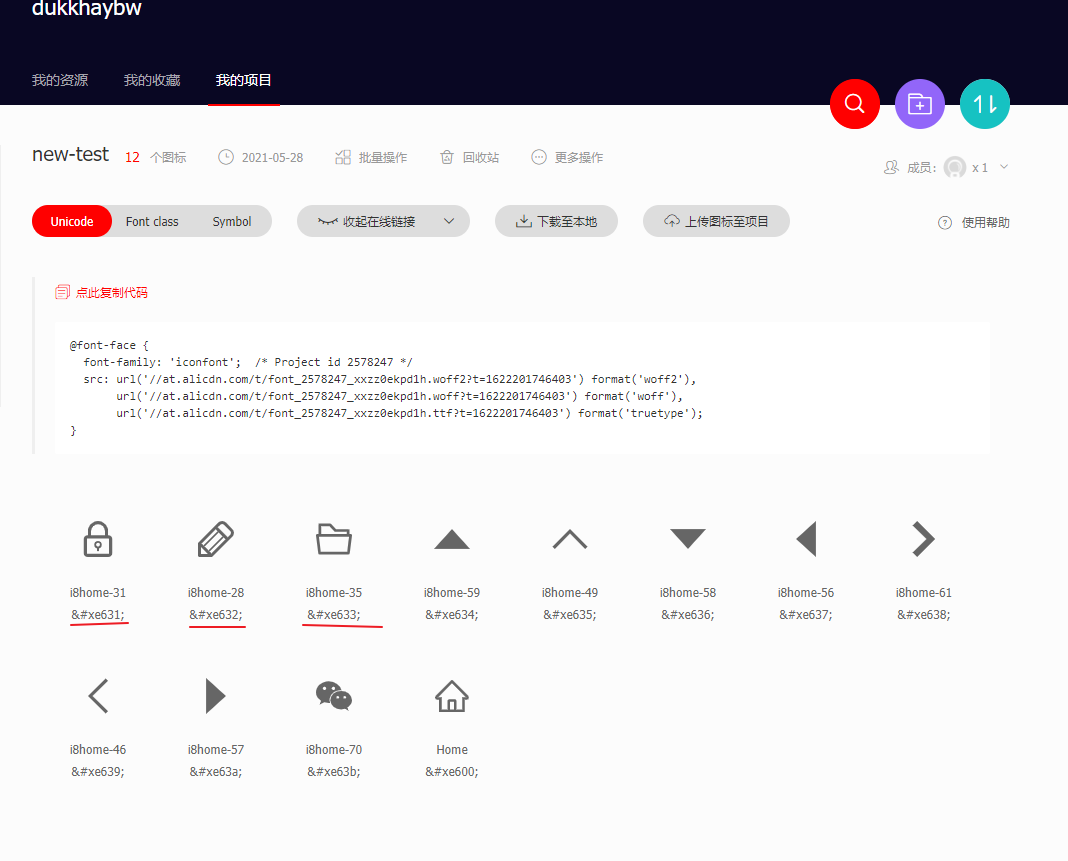 dukkhaybw
我的资源 我的收藏 我的项目
new-test 12 个图标 2021-05-28 批量操作 回收站 更多操作
成员: x 1
Unicode Font class Symbol 收起在线链接 下载至本地 上传图标至项目 使用帮助
点此复制代码
@font-face {
  font-family: 'iconfont';  /* Project id 2578247 */
  src: url('//at.alicdn.com/t/font_2578247_xxzz0ekpd1h.woff2?t=1622201746403') format('woff2'),
       url('//at.alicdn.com/t/font_2578247_xxzz0ekpd1h.woff?t=1622201746403') format('woff'),
       url('//at.alicdn.com/t/font_2578247_xxzz0ekpd1h.ttf?t=1622201746403') format('truetype');
}
i8home-31 i8home-28 i8home-35 i8home-59 i8home-49 i8home-58 i8home-56 i8home-61
&#xe631; &#xe632; &#xe633; &#xe634; &#xe635; &#xe636; &#xe637; &#xe638;
i8home-46 i8home-57 i8home-70 Home
&#xe639; &#xe63a; &#xe63b; &#xe600;